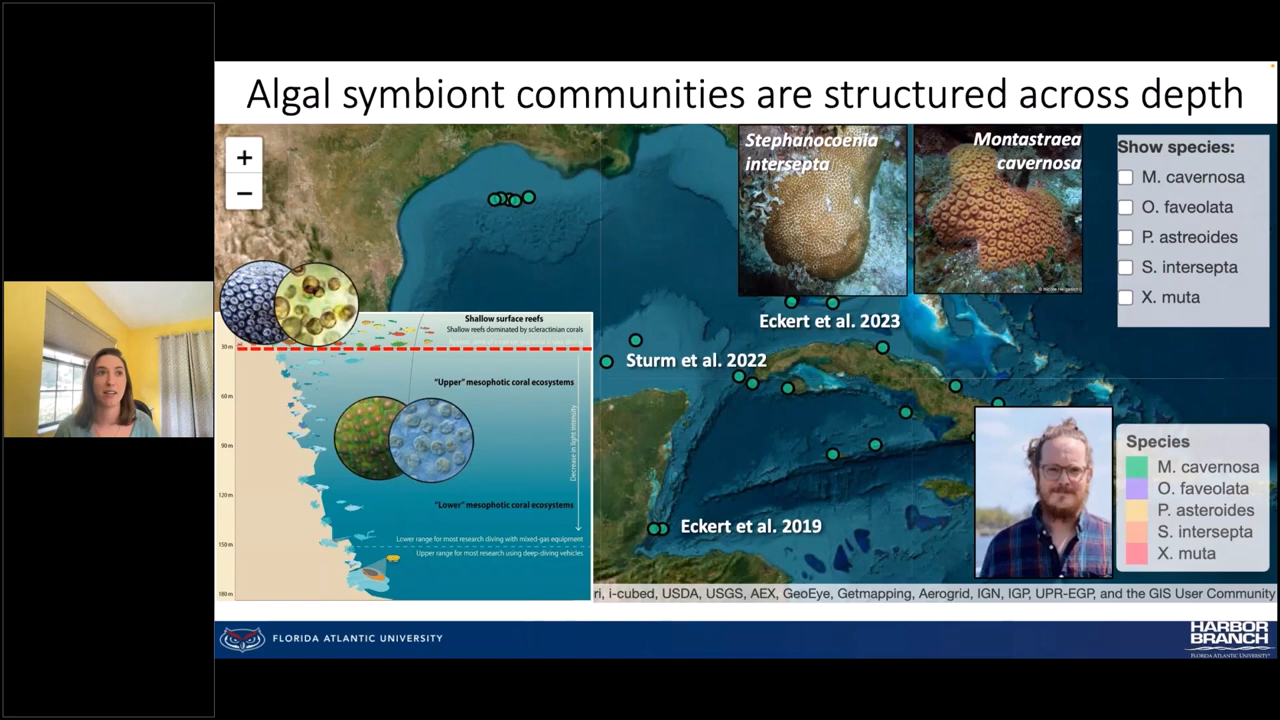 Algal symbiont communities are structured across depth
+
−
Stephanocoenia
intersepta
Montastraea
cavernosa
Show species:
M. cavernosa
O. faveolata
P. astreoides
S. intersepta
X. muta
Eckert et al. 2023
Sturm et al. 2022
Eckert et al. 2019
Shallow surface reefs
Shallow reefs dominated by scleractinian corals
30 m
"Upper" mesophotic coral ecosystems
60 m
Decrease in light intensity
90 m
120 m
"Lower" mesophotic coral ecosystems
Lower range for most research diving with mixed-gas equipment
150 m
Upper range for most research using deep-diving vehicles
180 m
Species
M. cavernosa
O. faveolata
P. asteroides
S. intersepta
X. muta
ri, i-cubed, USDA, USGS, AEX, GeoEye, Getmapping, Aerogrid, IGN, IGP, UPR-EGP, and the GIS User Community
FLORIDA ATLANTIC UNIVERSITY
HARBOR
BRANCH
FLORIDA ATLANTIC UNIVERSITY